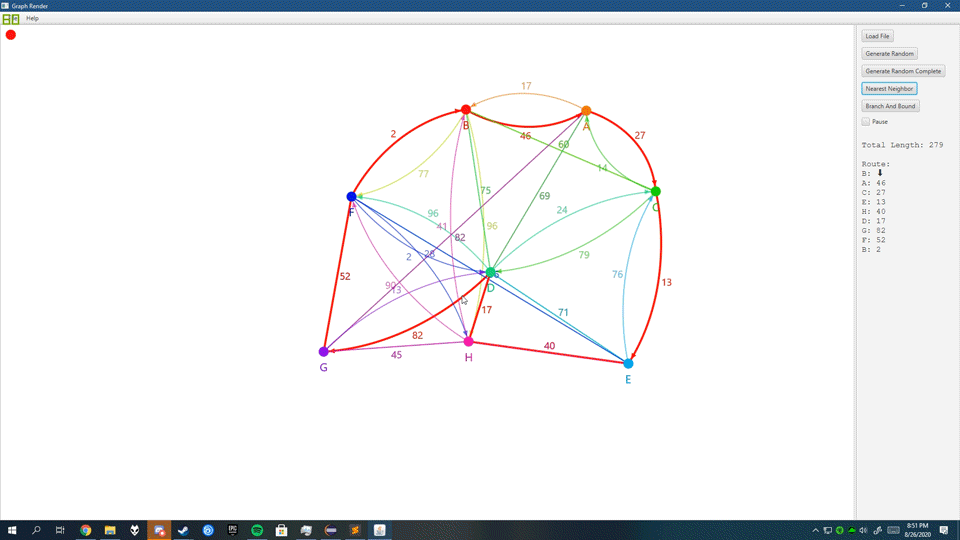 Graph Render
Help
Load File
Generate Random
Generate Random Complete
Nearest Neighbor
Branch And Bound
Pause
Total Length: 279
Route:
B: ⬇
A: 46
C: 27
E: 13
H: 40
D: 17
G: 82
F: 52
B: 2
17
B
A
2
46
27
60
14
77
75
69
C
F
96
24
41
96
82
2
28
79
D
76
52
90
13
17
71
13
82
40
H
45
G
E
8:51 PM
8/26/2020